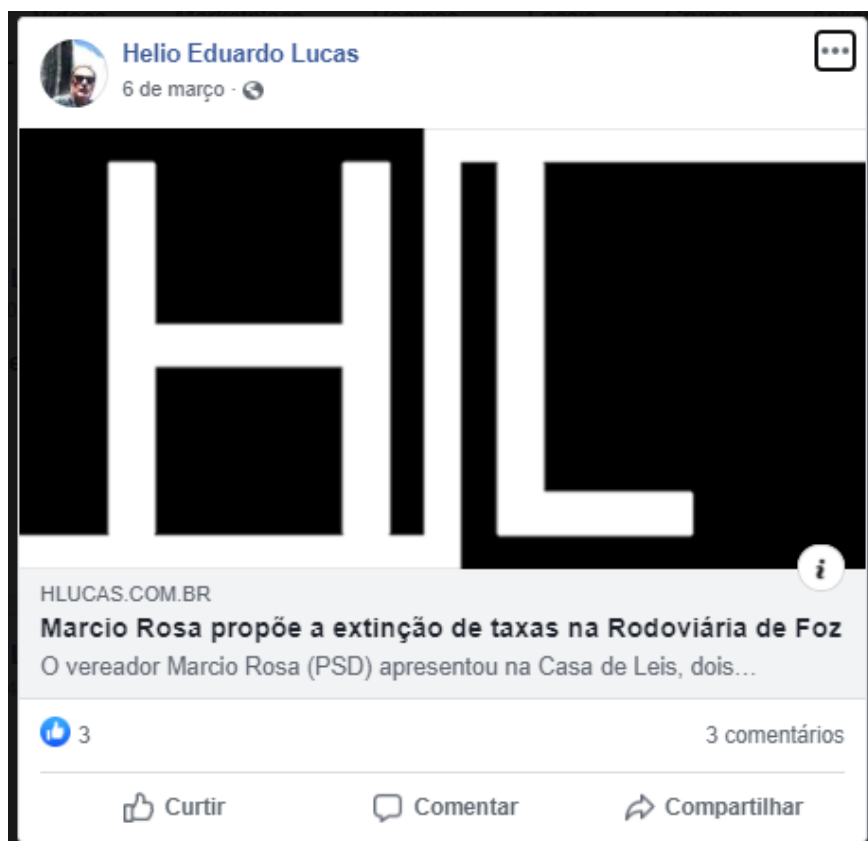 Helio Eduardo Lucas
6 de março ·
HL
HLUCAS.COM.BR
Marcio Rosa propõe a extinção de taxas na Rodoviária de Foz
O vereador Marcio Rosa (PSD) apresentou na Casa de Leis, dois...
3
3 comentários
Curtir Comentar Compartilhar